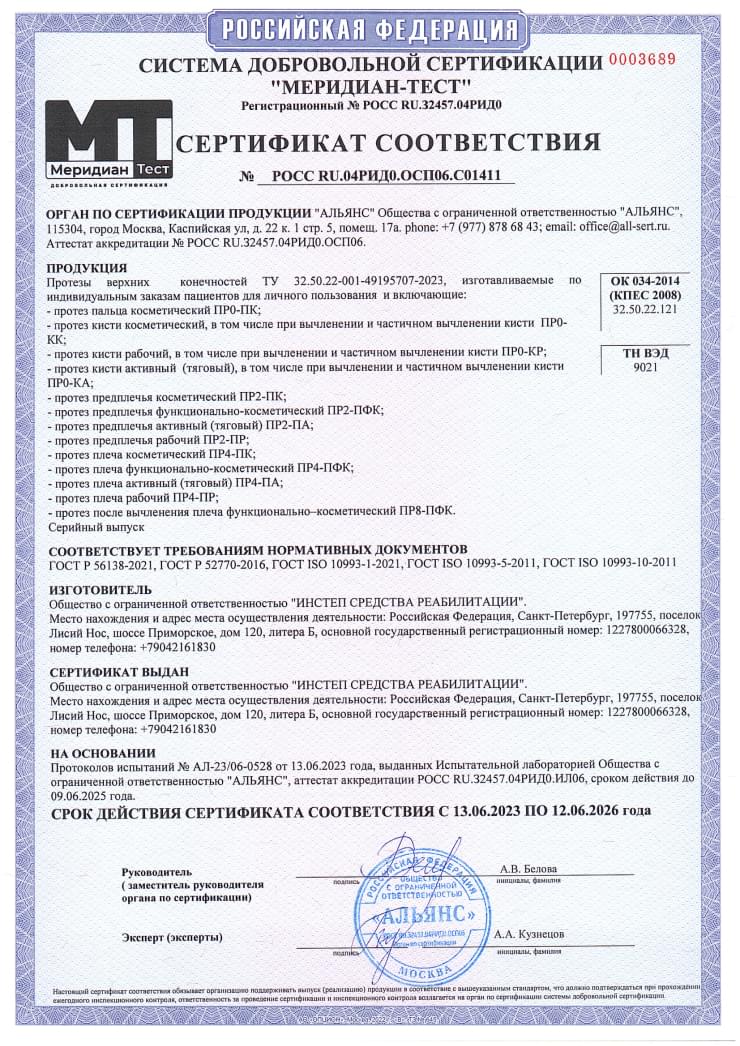 РОССИЙСКАЯ ФЕДЕРАЦИЯ
СИСТЕМА ДОБРОВОЛЬНОЙ СЕРТИФИКАЦИИ 0003689
"МЕРИДИАН-ТЕСТ"
Регистрационный № РОСС RU.32457.04РИД0
МТ
Меридиан Тест
ДОБРОВОЛЬНАЯ СЕРТИФИКАЦИЯ
СЕРТИФИКАТ СООТВЕТСТВИЯ
№ РОСС RU.04РИД0.ОСП06.С01411
ОРГАН ПО СЕРТИФИКАЦИИ ПРОДУКЦИИ "АЛЬЯНС" Общества с ограниченной ответственностью "АЛЬЯНС",
115304, город Москва, Каспийская ул, д. 22 к. 1 стр. 5, помещ. 17а. phone: +7 (977) 878 68 43; email: office@all-sert.ru.
Аттестат аккредитации № РОСС RU.32457.04РИД0.ОСП06.
ПРОДУКЦИЯ
Протезы верхних конечностей ТУ 32.50.22-001-49195707-2023, изготавливаемые по
индивидуальным заказам пациентов для личного пользования и включающие:
- протез пальца косметический ПР0-ПК;
- протез кисти косметический, в том числе при вычленении и частичном вычленении кисти ПР0-
КК;
- протез кисти рабочий, в том числе при вычленении и частичном вычленении кисти ПР0-КР;
- протез кисти активный (тяговый), в том числе при вычленении и частичном вычленении кисти
ПР0-КА;
- протез предплечья косметический ПР2-ПК;
- протез предплечья функционально-косметический ПР2-ПФК;
- протез предплечья активный (тяговый) ПР2-ПА;
- протез предплечья рабочий ПР2-ПР;
- протез плеча косметический ПР4-ПК;
- протез плеча функционально-косметический ПР4-ПФК;
- протез плеча активный (тяговый) ПР4-ПА;
- протез плеча рабочий ПР4-ПР;
- протез после вычленения плеча функционально–косметический ПР8-ПФК.
Серийный выпуск
ОК 034-2014
(КПЕС 2008)
32.50.22.121
ТН ВЭД
9021
СООТВЕТСТВУЕТ ТРЕБОВАНИЯМ НОРМАТИВНЫХ ДОКУМЕНТОВ
ГОСТ Р 56138-2021, ГОСТ Р 52770-2016, ГОСТ ISO 10993-1-2021, ГОСТ ISO 10993-5-2011, ГОСТ ISO 10993-10-2011
ИЗГОТОВИТЕЛЬ
Общество с ограниченной ответственностью "ИНСТЕП СРЕДСТВА РЕАБИЛИТАЦИИ".
Место нахождения и адрес места осуществления деятельности: Российская Федерация, Санкт-Петербург, 197755, поселок
Лисий Нос, шоссе Приморское, дом 120, литера Б, основной государственный регистрационный номер: 1227800066328,
номер телефона: +79042161830
СЕРТИФИКАТ ВЫДАН
Общество с ограниченной ответственностью "ИНСТЕП СРЕДСТВА РЕАБИЛИТАЦИИ".
Место нахождения и адрес места осуществления деятельности: Российская Федерация, Санкт-Петербург, 197755, поселок
Лисий Нос, шоссе Приморское, дом 120, литера Б, основной государственный регистрационный номер: 1227800066328,
номер телефона: +79042161830
НА ОСНОВАНИИ
Протоколов испытаний № АЛ-23/06-0528 от 13.06.2023 года, выданных Испытательной лабораторией Общества с
ограниченной ответственностью "АЛЬЯНС", аттестат аккредитации РОСС RU.32457.04РИД0.ИЛ06, сроком действия до
09.06.2025 года.
СРОК ДЕЙСТВИЯ СЕРТИФИКАТА СООТВЕТСТВИЯ С 13.06.2023 ПО 12.06.2026 года
Руководитель
( заместитель руководителя
органа по сертификации)
подпись
А.В. Белова
инициалы, фамилия
Эксперт (эксперты)
подпись
А.А. Кузнецов
инициалы, фамилия
РОССИЙСКАЯ ФЕДЕРАЦИЯ
ОБЩЕСТВО
С ОГРАНИЧЕННОЙ
ОТВЕТСТВЕННОСТЬЮ
«АЛЬЯНС»
РОСС RU.32457.04РИД0.ОСП06
Орган по сертификации
МОСКВА
Настоящий сертификат соответствия обязывает организацию поддерживать выпуск (реализацию) продукции в соответствие с вышеуказанным стандартом, что должно подтверждаться при прохождении
ежегодного инспекционного контроля, ответственность за проведение сертификации и инспекционного контроля возлагается на орган по сертификации системы добровольной сертификации.